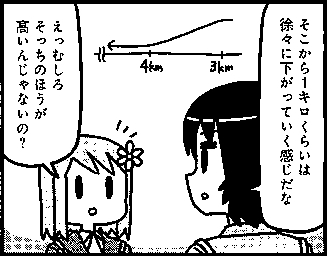 そこから1キロくらいは
徐々に下がっていく感じだな
4km
3km
えっむしろ
そっちのほうが
高いんじゃないの？